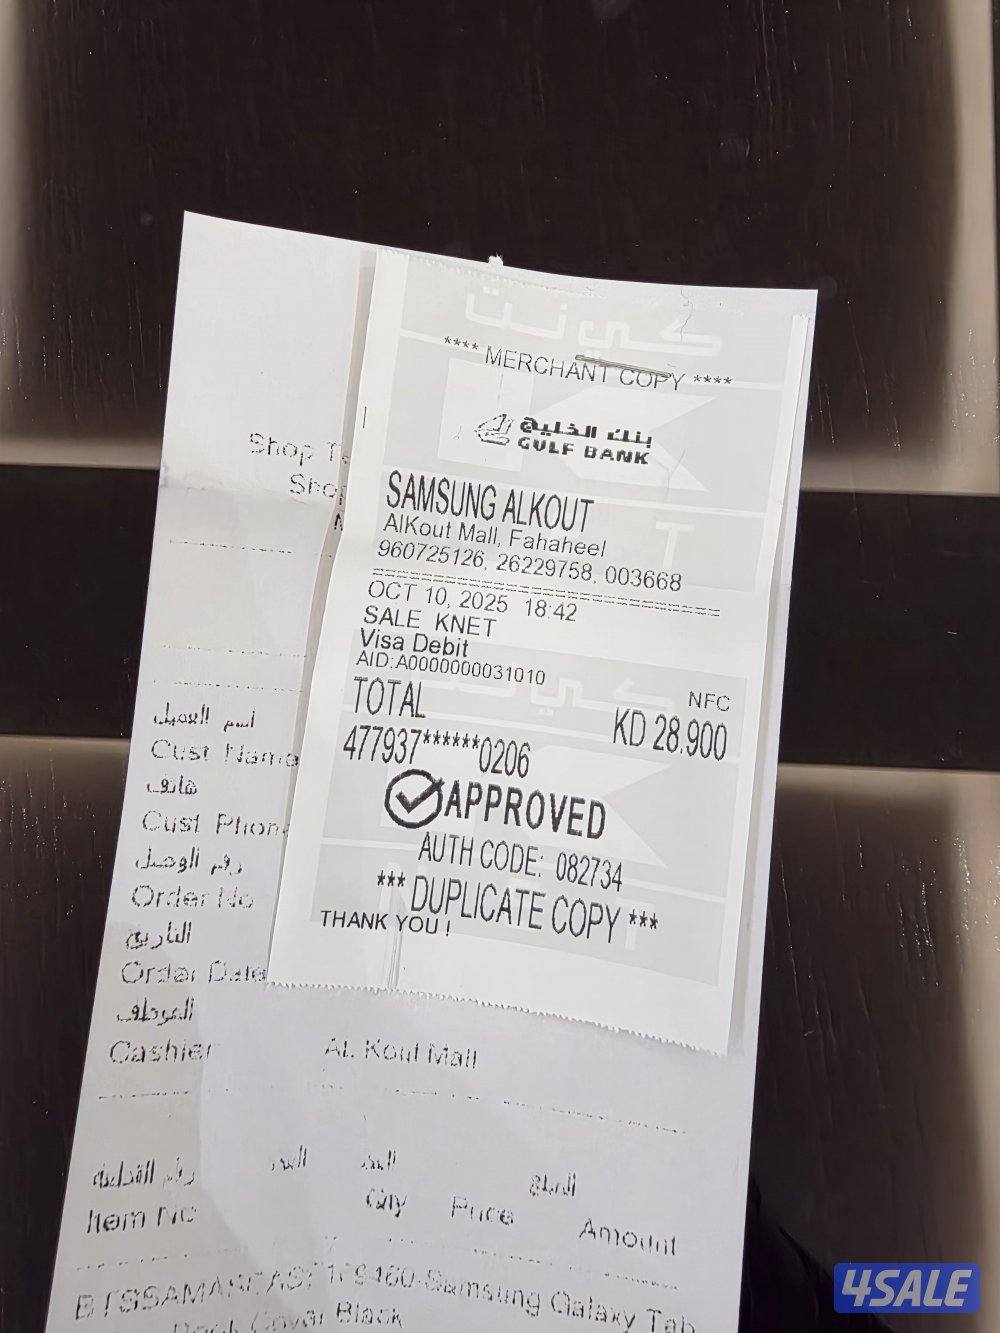 كي نت
**** MERCHANT COPY ****
بنك الخليج
GULF BANK
SAMSUNG ALKOUT
AlKout Mall, Fahaheel
960725126, 26229758, 003668
OCT 10, 2025 18:42
SALE KNET
Visa Debit
AID:A0000000031010
NFC
TOTAL
KD 28.900
477937******0206
APPROVED
AUTH CODE: 082734
*** DUPLICATE COPY ***
THANK YOU !
Shop
Shop
اسم العميل
Cust Name
هاتف
Cust Phone
رقم الوصيل
Order No
التاريخ
Order Date
الموظف
Cashier AL Kout Mall
رقم القطعة
المبلغ
Item No Qty Price Amount
Samsung Galaxy Tab
Cover Black
4SALE